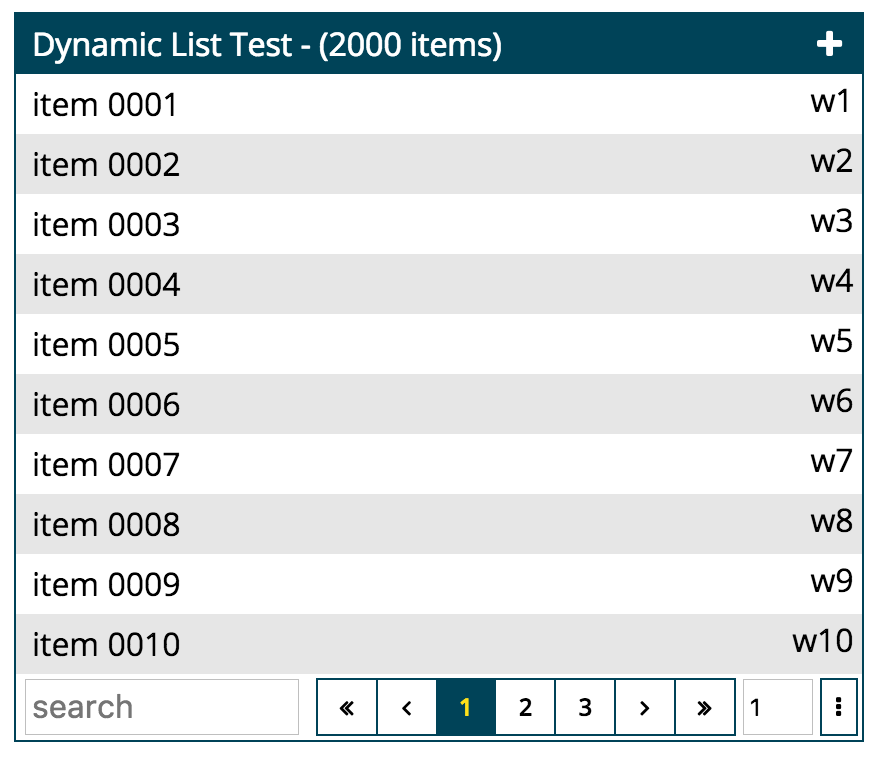 Dynamic List Test - (2000 items) +
item 0001 w1
item 0002 w2
item 0003 w3
item 0004 w4
item 0005 w5
item 0006 w6
item 0007 w7
item 0008 w8
item 0009 w9
item 0010 w10
search « ‹ 1 2 3 › » 1 ⋮